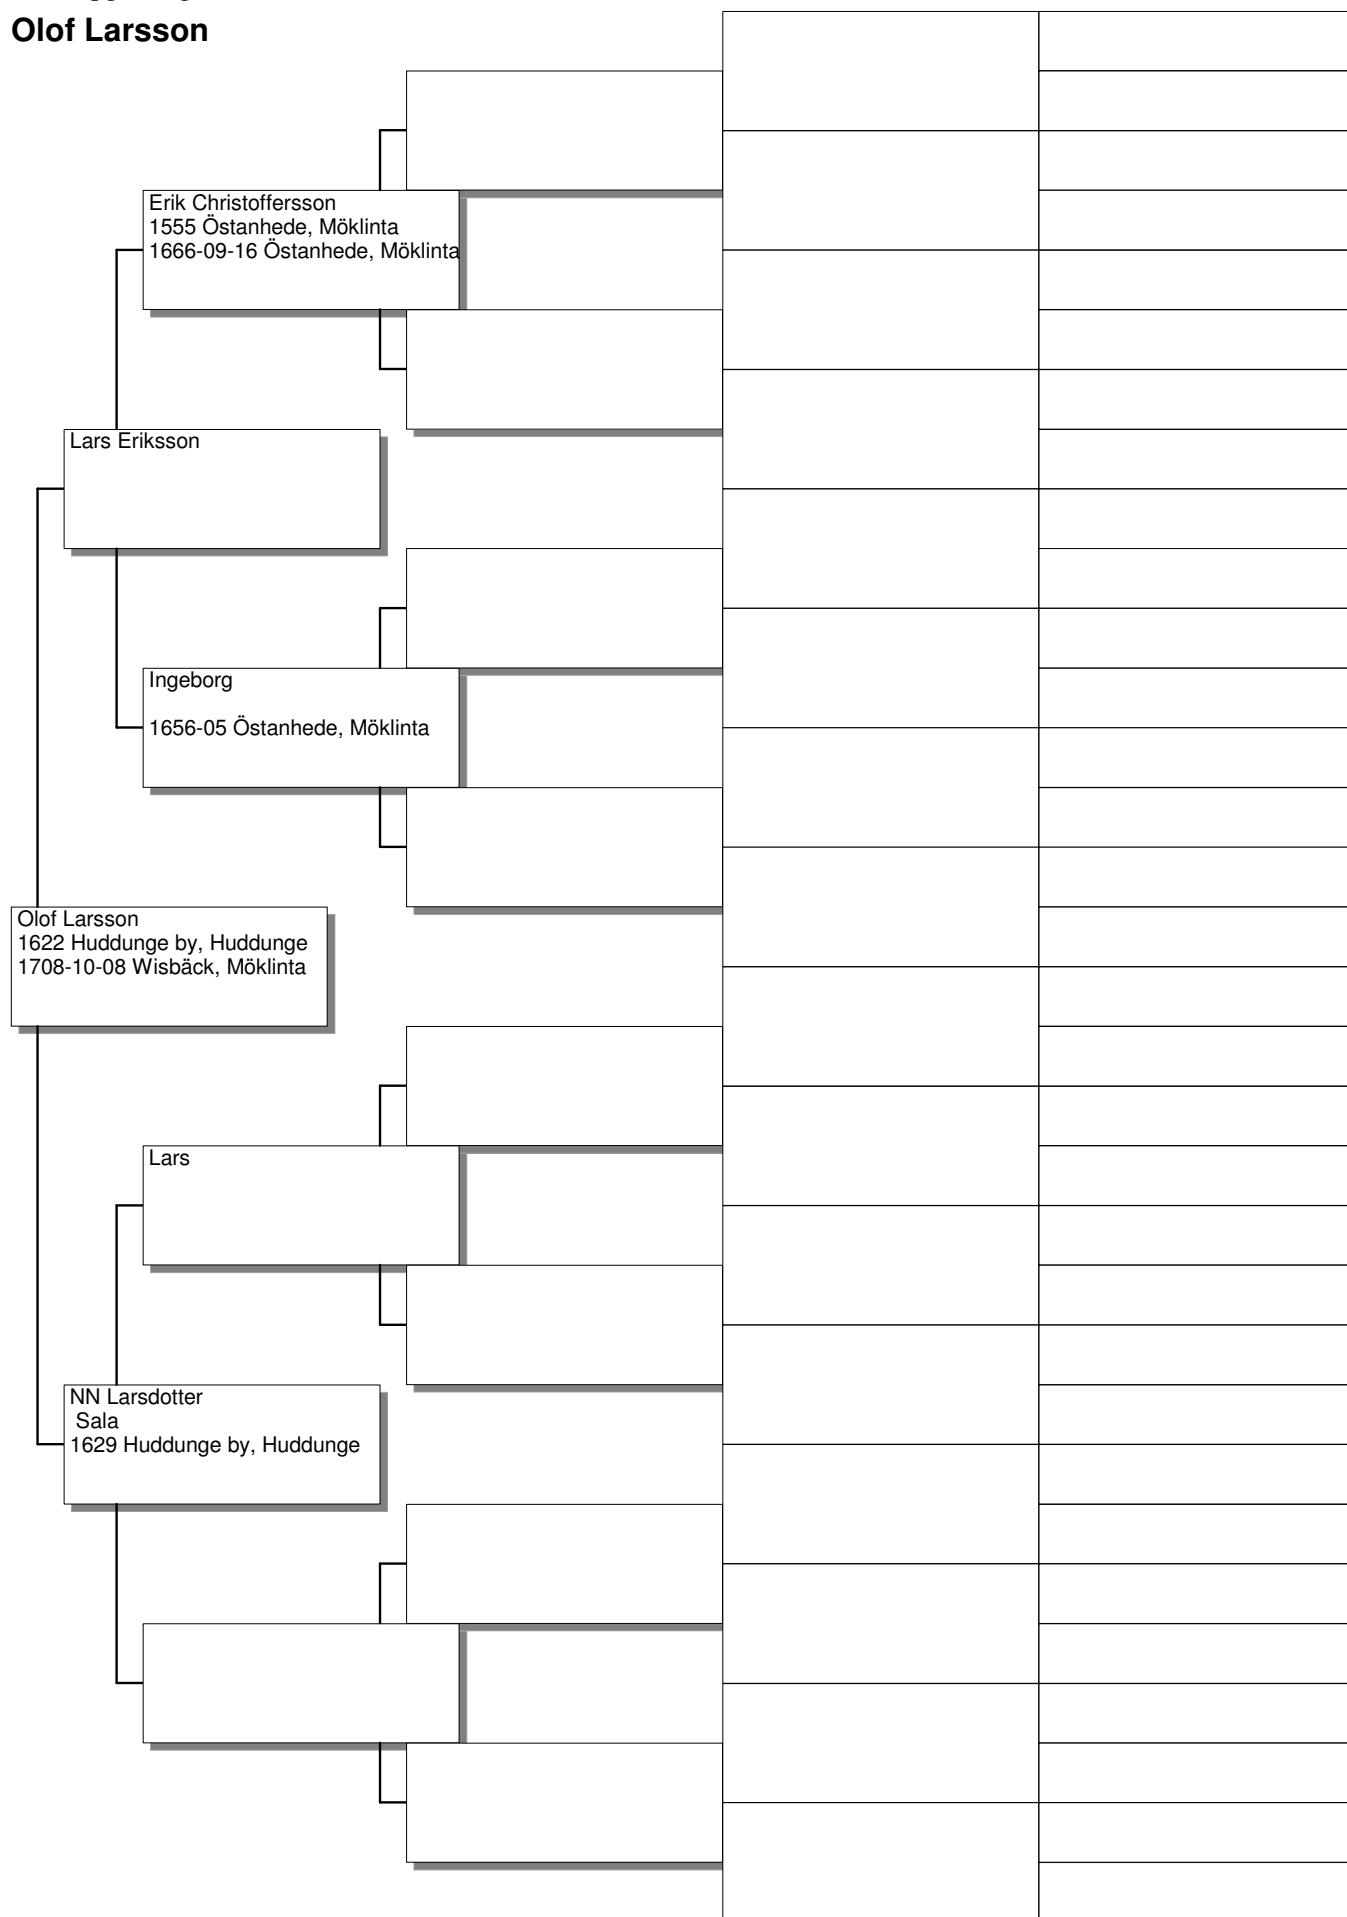 Olof Larsson
Erik Christoffersson
1555 Östanhede, Möklinta
1666-09-16 Östanhede, Möklinta
Lars Eriksson
Ingeborg
1656-05 Östanhede, Möklinta
Olof Larsson
1622 Huddunge by, Huddunge
1708-10-08 Wisbäck, Möklinta
Lars
NN Larsdotter
Sala
1629 Huddunge by, Huddunge